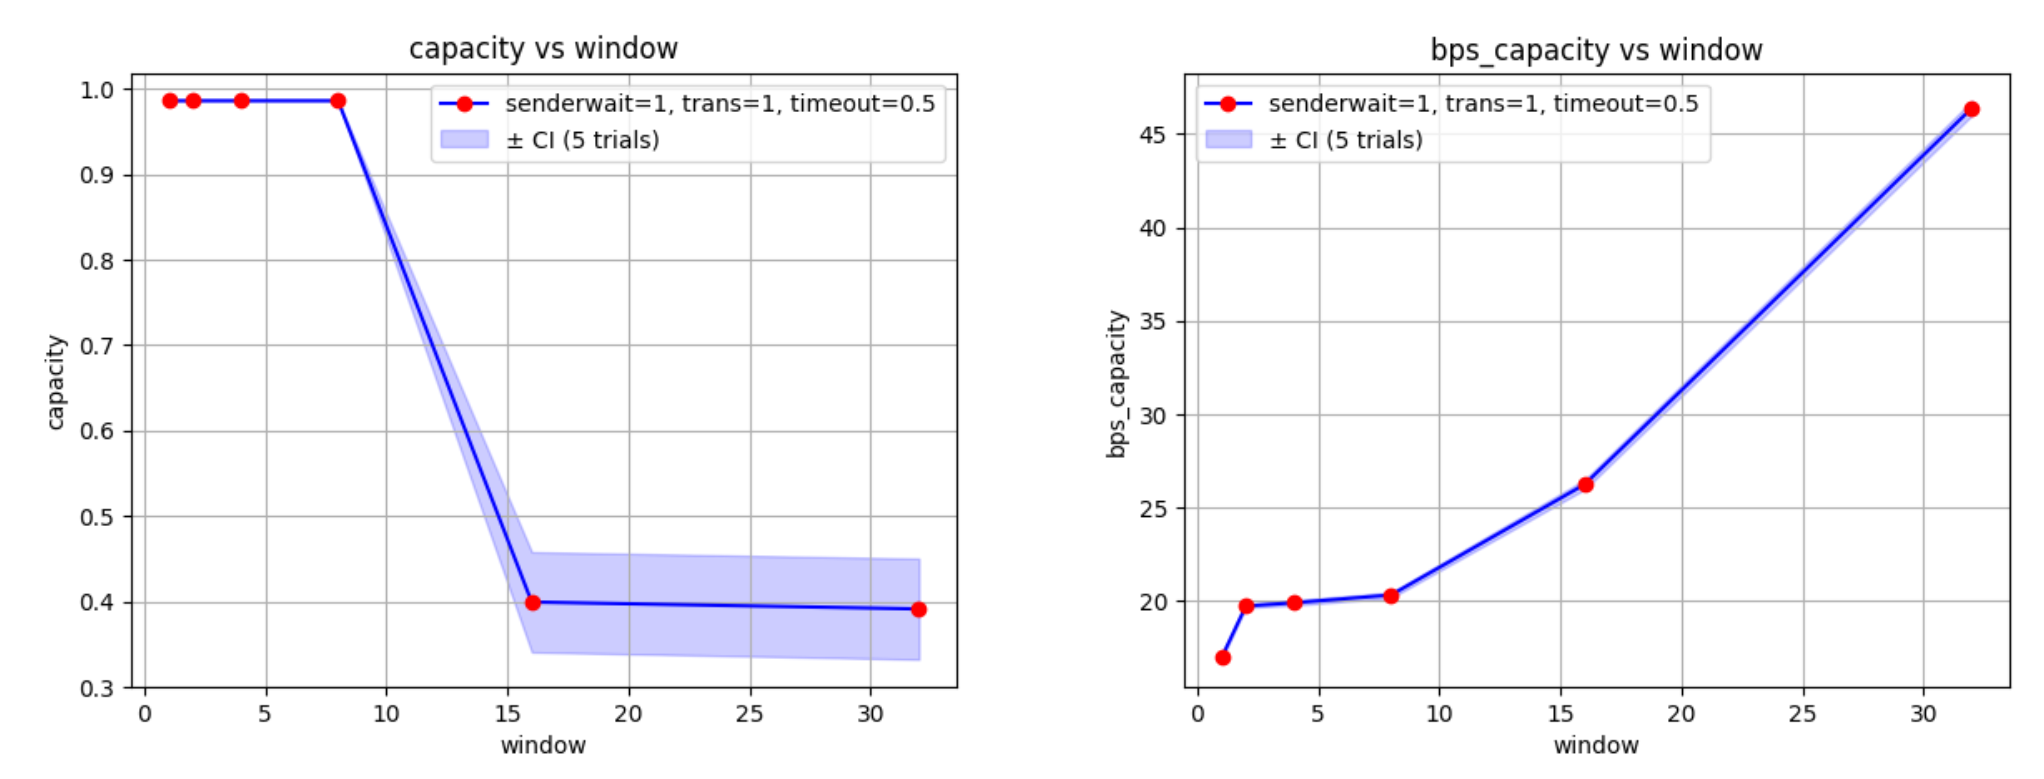 capacity vs window
senderwait=1, trans=1, timeout=0.5
± CI (5 trials)
capacity
1.0
0.9
0.8
0.7
0.6
0.5
0.4
0.3
0 5 10 15 20 25 30
window
bps_capacity vs window
senderwait=1, trans=1, timeout=0.5
± CI (5 trials)
bps_capacity
45
40
35
30
25
20
0 5 10 15 20 25 30
window